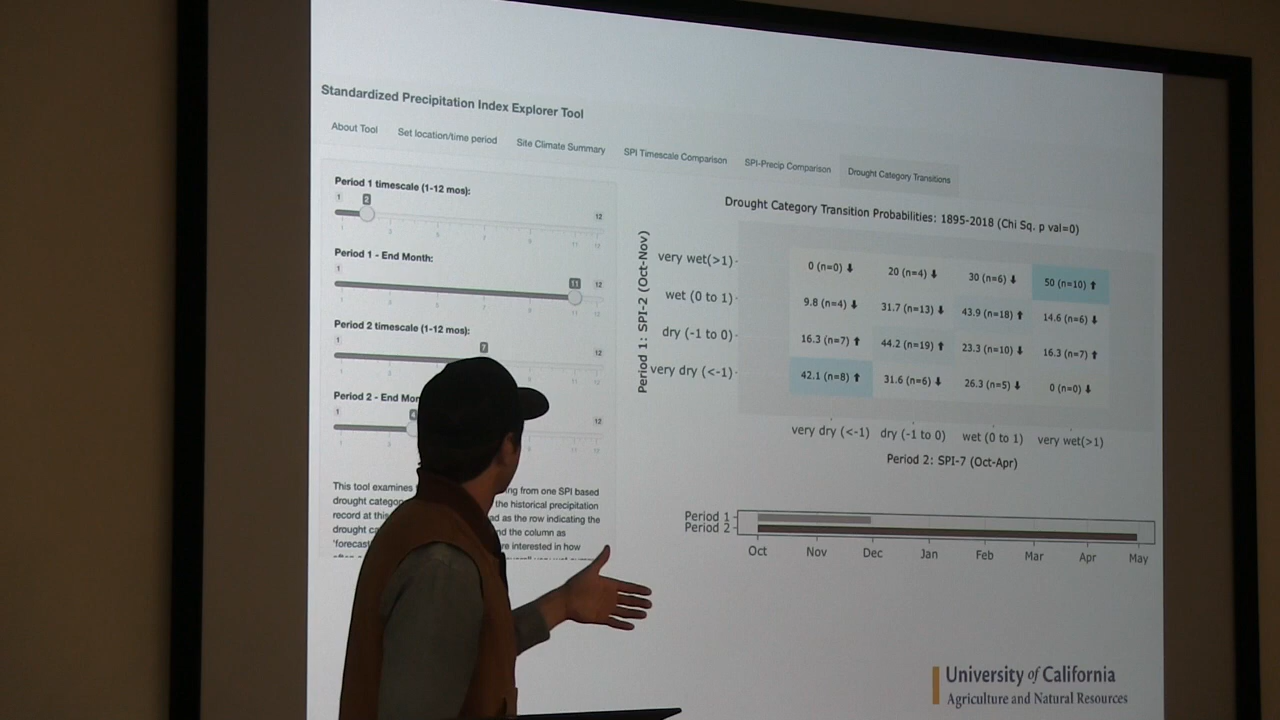 Standardized Precipitation Index Explorer Tool
About Tool Set location/time period Site Climate Summary SPI Timescale Comparison SPI-Precip Comparison Drought Category Transitions
Period 1 timescale (1-12 mos):
1 2 12
Period 1 - End Month:
1 11 12
Period 2 timescale (1-12 mos):
1 7 12
Period 2 - End Mon
1 4 12
This tool examines ing from one SPI based
drought categor the historical precipitation
record at this ad as the row indicating the
drought ca nd the column as
'forecas re interested in how
Drought Category Transition Probabilities: 1895-2018 (Chi Sq. p val=0)
Period 1: SPI-2 (Oct-Nov)
very wet(>1) 0 (n=0) ⬇ 20 (n=4) ⬇ 30 (n=6) ⬇ 50 (n=10) ⬆
wet (0 to 1) 9.8 (n=4) ⬇ 31.7 (n=13) ⬇ 43.9 (n=18) ⬆ 14.6 (n=6) ⬇
dry (-1 to 0) 16.3 (n=7) ⬆ 44.2 (n=19) ⬆ 23.3 (n=10) ⬇ 16.3 (n=7) ⬆
very dry (<-1) 42.1 (n=8) ⬆ 31.6 (n=6) ⬇ 26.3 (n=5) ⬇ 0 (n=0) ⬇
very dry (<-1) dry (-1 to 0) wet (0 to 1) very wet(>1)
Period 2: SPI-7 (Oct-Apr)
Period 1
Period 2
Oct Nov Dec Jan Feb Mar Apr May
University of California
Agriculture and Natural Resources